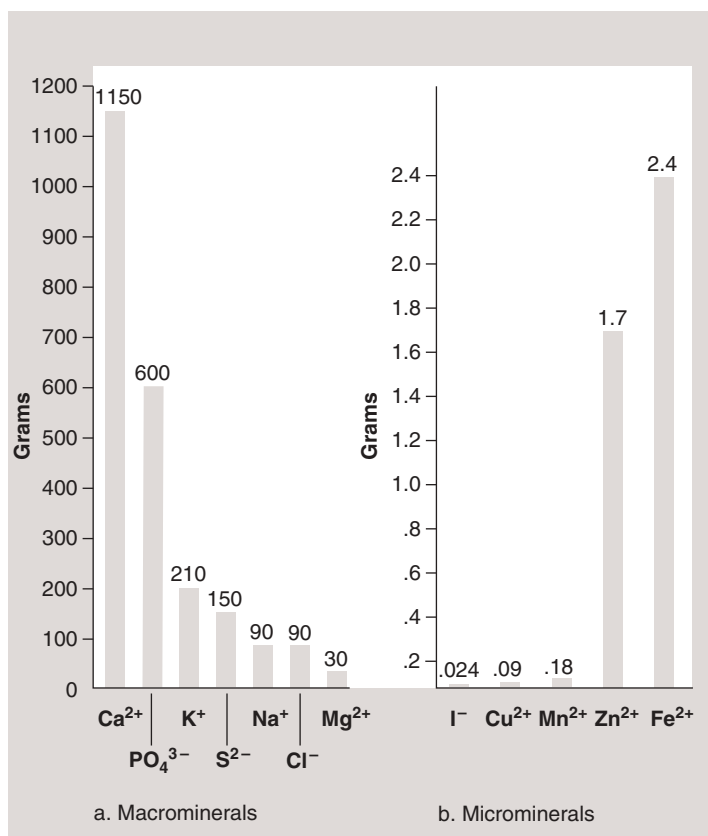 Grams
1200
1100
1000
900
800
700
600
500
400
300
200
100
0
1150
600
210
150
90
90
30
Ca²⁺
PO₄³⁻
K⁺
S²⁻
Na⁺
Cl⁻
Mg²⁺
a. Macrominerals
Grams
2.4
2.2
2.0
1.8
1.6
1.4
1.2
1.0
.8
.6
.4
.2
.024
.09
.18
1.7
2.4
I⁻
Cu²⁺
Mn²⁺
Zn²⁺
Fe²⁺
b. Microminerals